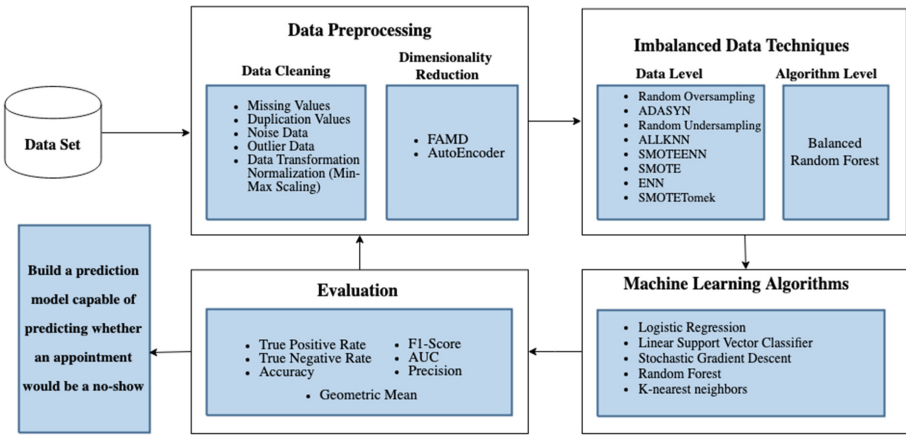 Data Set
Data Preprocessing
Data Cleaning
• Missing Values
• Duplication Values
• Noise Data
• Outlier Data
• Data Transformation
Normalization (Min-
Max Scaling)
Dimensionality
Reduction
• FAMD
• AutoEncoder
Imbalanced Data Techniques
Data Level
• Random Oversampling
• ADASYN
• Random Undersampling
• ALLKNN
• SMOTEENN
• SMOTE
• ENN
• SMOTETomek
Algorithm Level
Balanced
Random Forest
Machine Learning Algorithms
• Logistic Regression
• Linear Support Vector Classifier
• Stochastic Gradient Descent
• Random Forest
• K-nearest neighbors
Evaluation
• True Positive Rate
• True Negative Rate
• Accuracy
• F1-Score
• AUC
• Precision
• Geometric Mean
Build a prediction
model capable of
predicting whether
an appointment
would be a no-show